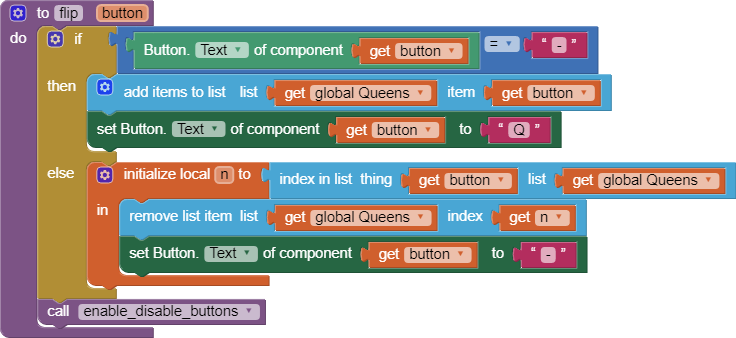 to flip button
do if Button. Text of component get button = “ - ”
then add items to list list get global Queens item get button
set Button. Text of component get button to “ Q ”
else initialize local n to index in list thing get button list get global Queens
in remove list item list get global Queens index get n
set Button. Text of component get button to “ - ”
call enable_disable_buttons